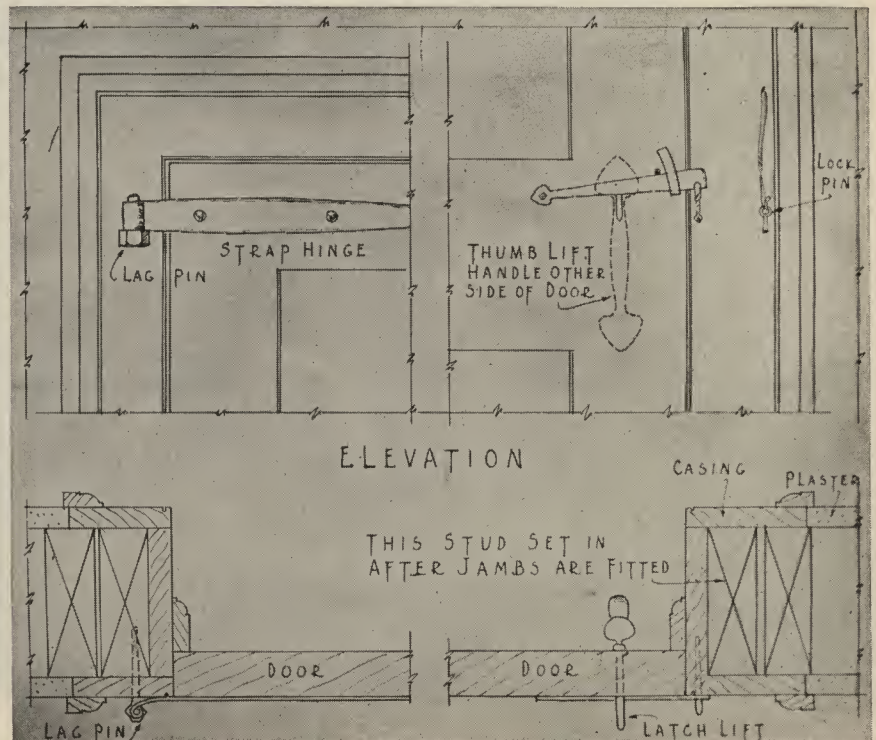 LOCK
PIN
STRAP HINGE
LAG PIN
THUMB LIFT
HANDLE OTHER
SIDE OF DOOR
ELEVATION
CASING
PLASTER
THIS STUD SET IN
AFTER JAMBS ARE FITTED
DOOR
DOOR
LAG PIN
LATCH LIFT